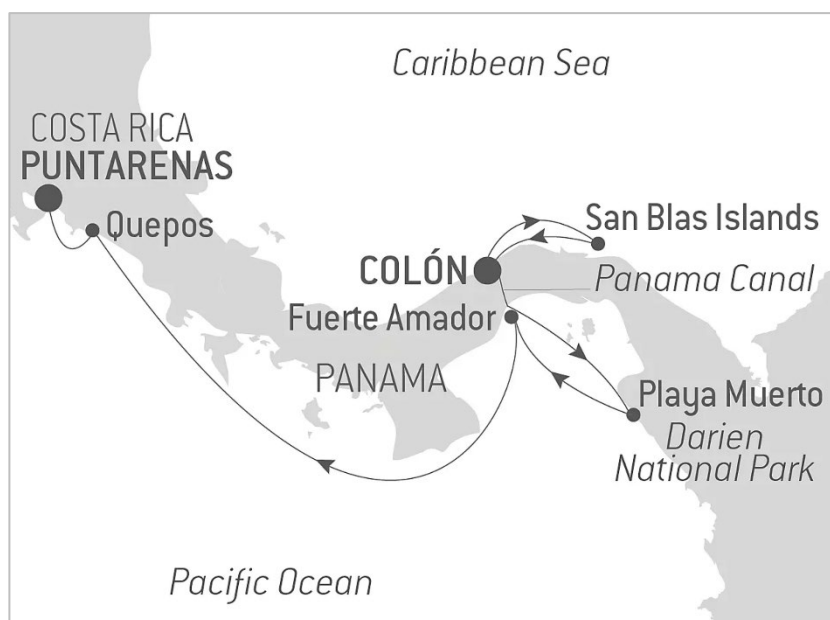 Caribbean Sea
COSTA RICA
PUNTARENAS
Quepos
San Blas Islands
COLÓN
Panama Canal
Fuerte Amador
PANAMA
Playa Muerto
Darien
National Park
Pacific Ocean